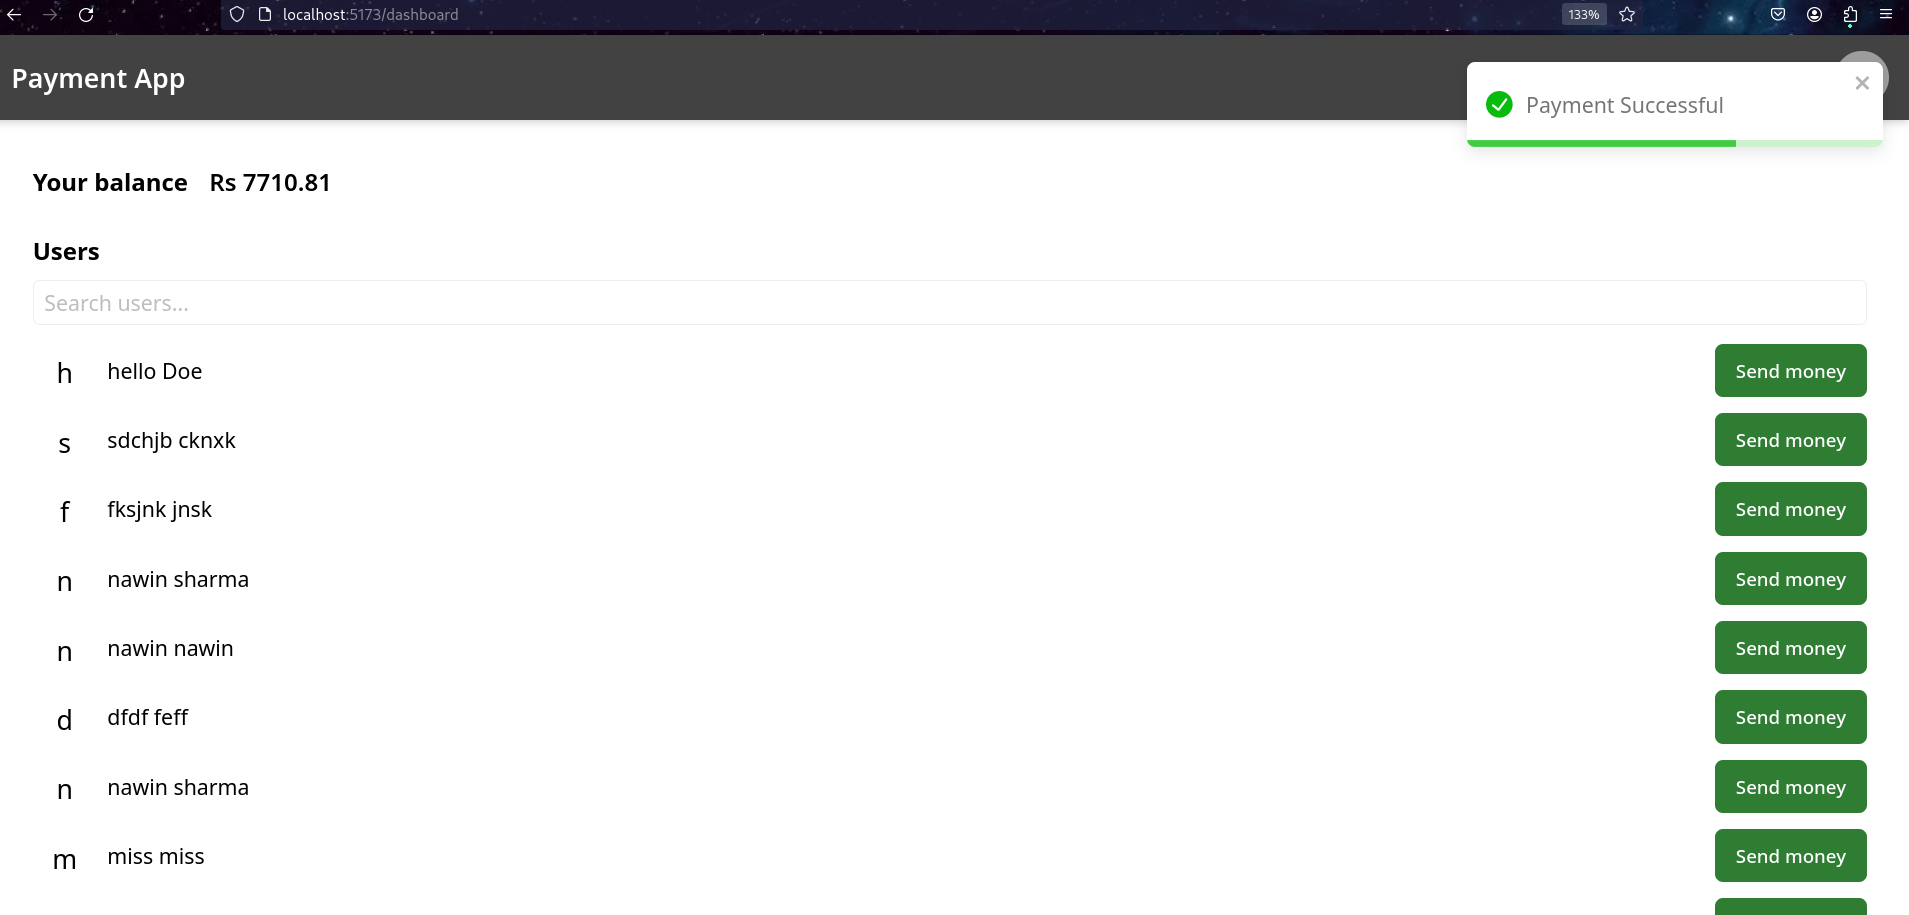 localhost:5173/dashboard
133%
Payment App
Payment Successful
Your balance Rs 7710.81
Users
Search users...
h hello Doe Send money
s sdchjb cknxk Send money
f fksjnk jnsk Send money
n nawin sharma Send money
n nawin nawin Send money
d dfdf feff Send money
n nawin sharma Send money
m miss miss Send money